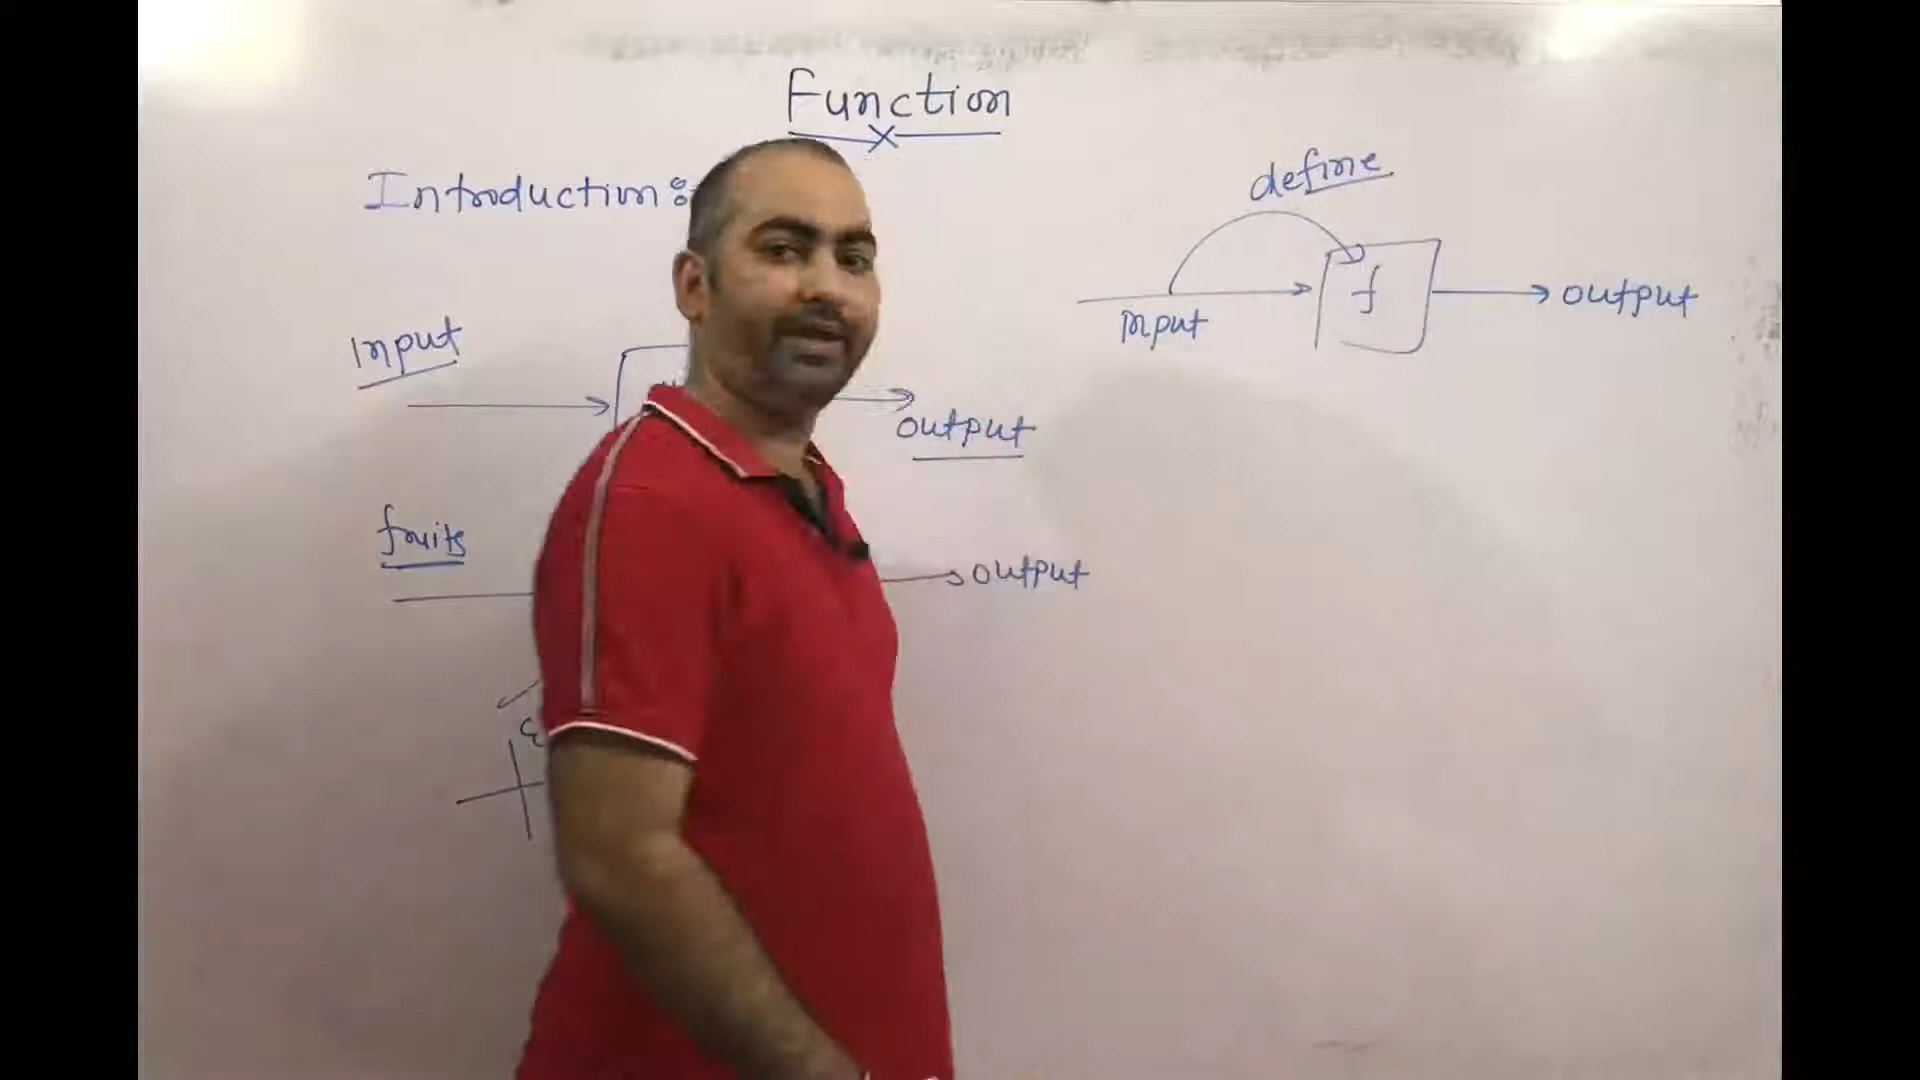 Function
Introduction:
define
input
f
output
input
output
fruits
output